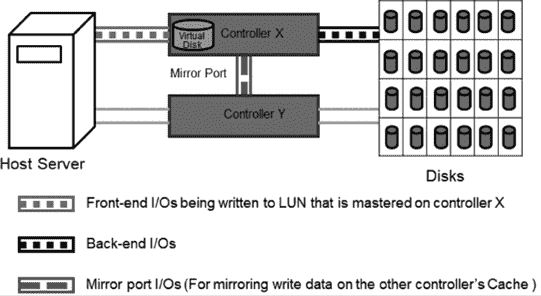 Virtual
Disk
Controller X
Mirror Port
Controller Y
Host Server
Disks
Front-end I/Os being written to LUN that is mastered on controller X
Back-end I/Os
Mirror port I/Os (For mirroring write data on the other controller's Cache )